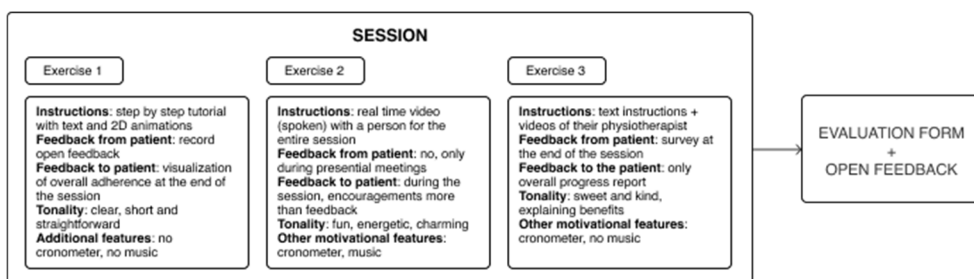 SESSION
Exercise 1
Instructions: step by step tutorial
with text and 2D animations
Feedback from patient: record
open feedback
Feedback to patient: visualization
of overall adherence at the end of
the session
Tonality: clear, short and
straightforward
Additional features: no
cronometer, no music
Exercise 2
Instructions: real time video
(spoken) with a person for the
entire session
Feedback from patient: no, only
during presential meetings
Feedback to patient: during the
session, encouragements more
than feedback
Tonality: fun, energetic, charming
Other motivational features:
cronometer, music
Exercise 3
Instructions: text instructions +
videos of their physiotherapist
Feedback from patient: survey at
the end of the session
Feedback to the patient: only
overall progress report
Tonality: sweet and kind,
explaining benefits
Other motivational features:
cronometer, no music
EVALUATION FORM
+
OPEN FEEDBACK